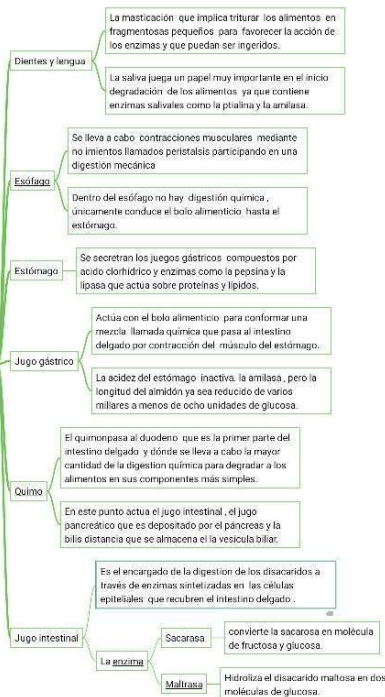 Dientes y lengua
La masticación que implica triturar los alimentos en
fragmentosas pequeños para favorecer la acción de
los enzimas y que puedan ser ingeridos.
La saliva juega un papel muy importante en el inicio
degradación de los alimentos ya que contiene
enzimas salivales como la ptialina y la amilasa.
Esófago
Se lleva a cabo contracciones musculares mediante
no imientos llamados peristalsis participando en una
digestión mecánica
Dentro del esófago no hay digestión quimica ,
únicamente conduce el bolo alimenticio hasta el
estómago.
Estómago
Se secretran los juegos gástricos compuestos por
acido clorhídrico y enzimas como la pepsina y la
lipasa que actúa sobre proteínas y lípidos.
Jugo gástrico
Actúa con el bolo alimenticio para conformar una
mezcla llamada química que pasa al intestino
delgado por contracción del músculo del estómago.
La acidez del estómago inactiva. la amilasa , pero la
longitud del almidón ya sea reducido de varios
millares a menos de ocho unidades de glucosa.
Quimo
El quimonpasa al duodeno que es la primer parte del
intestino delgado y dónde se lleva a cabo la mayor
cantidad de la digestion química para degradar a los
alimentos en sus componentes más simples.
En este punto actua el jugo intestinal , el jugo
pancreático que es depositado por el páncreas y la
bilis distancia que se almacena el la vesícula biliar.
Jugo intestinal
Es el encargado de la digestion de los disacaridos a
través de enzimas sintetizadas en las células
epiteliales que recubren el intestino delgado .
La enzima
Sacarasa
convierte la sacarosa en molécula
de fructosa y glucosa.
Maltrasa
Hidroliza el disacarido maltosa en dos
moléculas de glucosa.